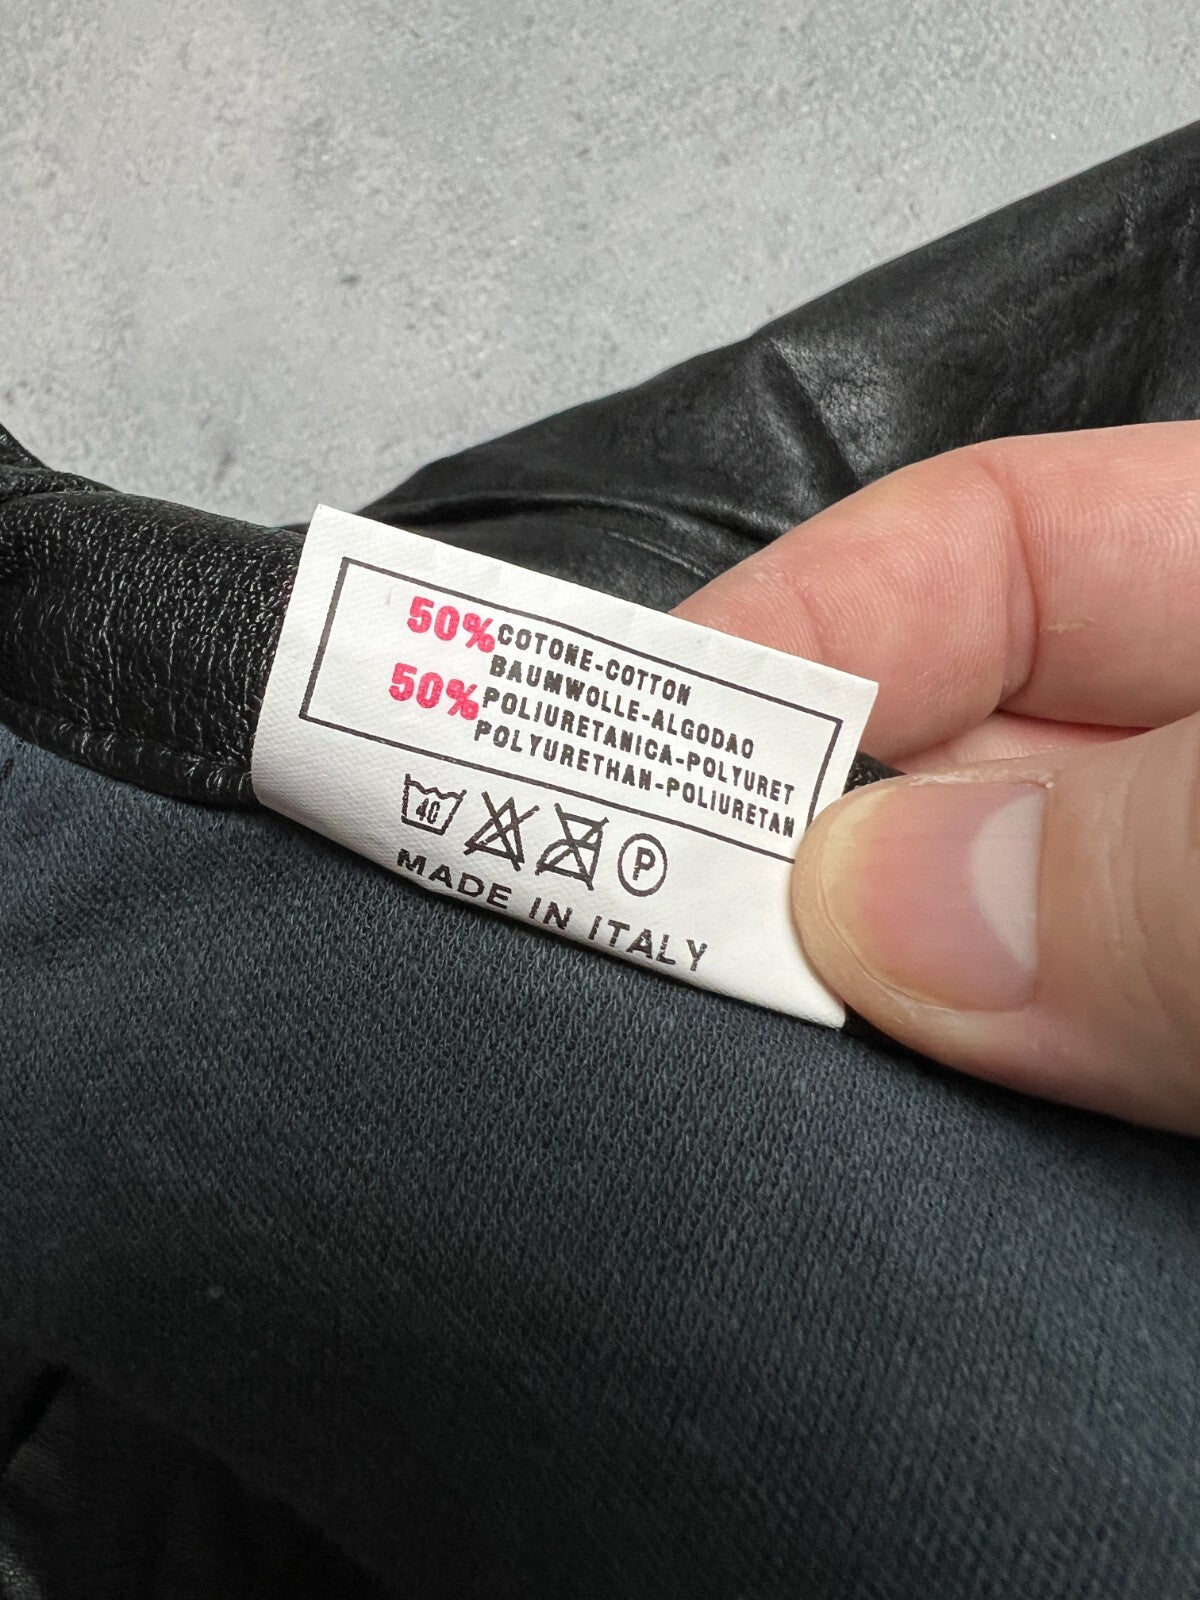 50% COTONE-COTTON
BAUMWOLLE-ALGODAO
50% POLIURETANICA-POLYURET
POLYURETHAN-POLIURETAN
40 P
MADE IN ITALY